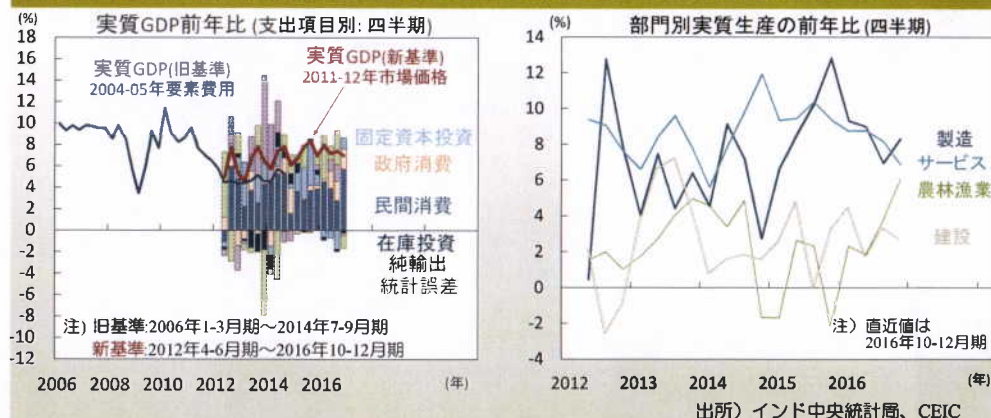 実質GDP前年比 (支出項目別: 四半期)
(%)
18
16
14
12
10
8
6
4
2
0
-2
-4
-6
-8
-10
-12
実質GDP(旧基準)
2004-05年要素費用
実質GDP(新基準)
2011-12年市場価格
固定資本投資
政府消費
民間消費
在庫投資
純輸出
統計誤差
注) 旧基準:2006年1-3月期~2014年7-9月期
新基準:2012年4-6月期~2016年10-12月期
2006 2008 2010 2012 2014 2016 (年)
部門別実質生産の前年比 (四半期)
(%)
14
12
10
8
6
4
2
0
-2
-4
製造
サービス
農林漁業
建設
注) 直近値は
2016年10-12月期
2012 2013 2014 2015 2016 (年)
出所) インド中央統計局、CEIC